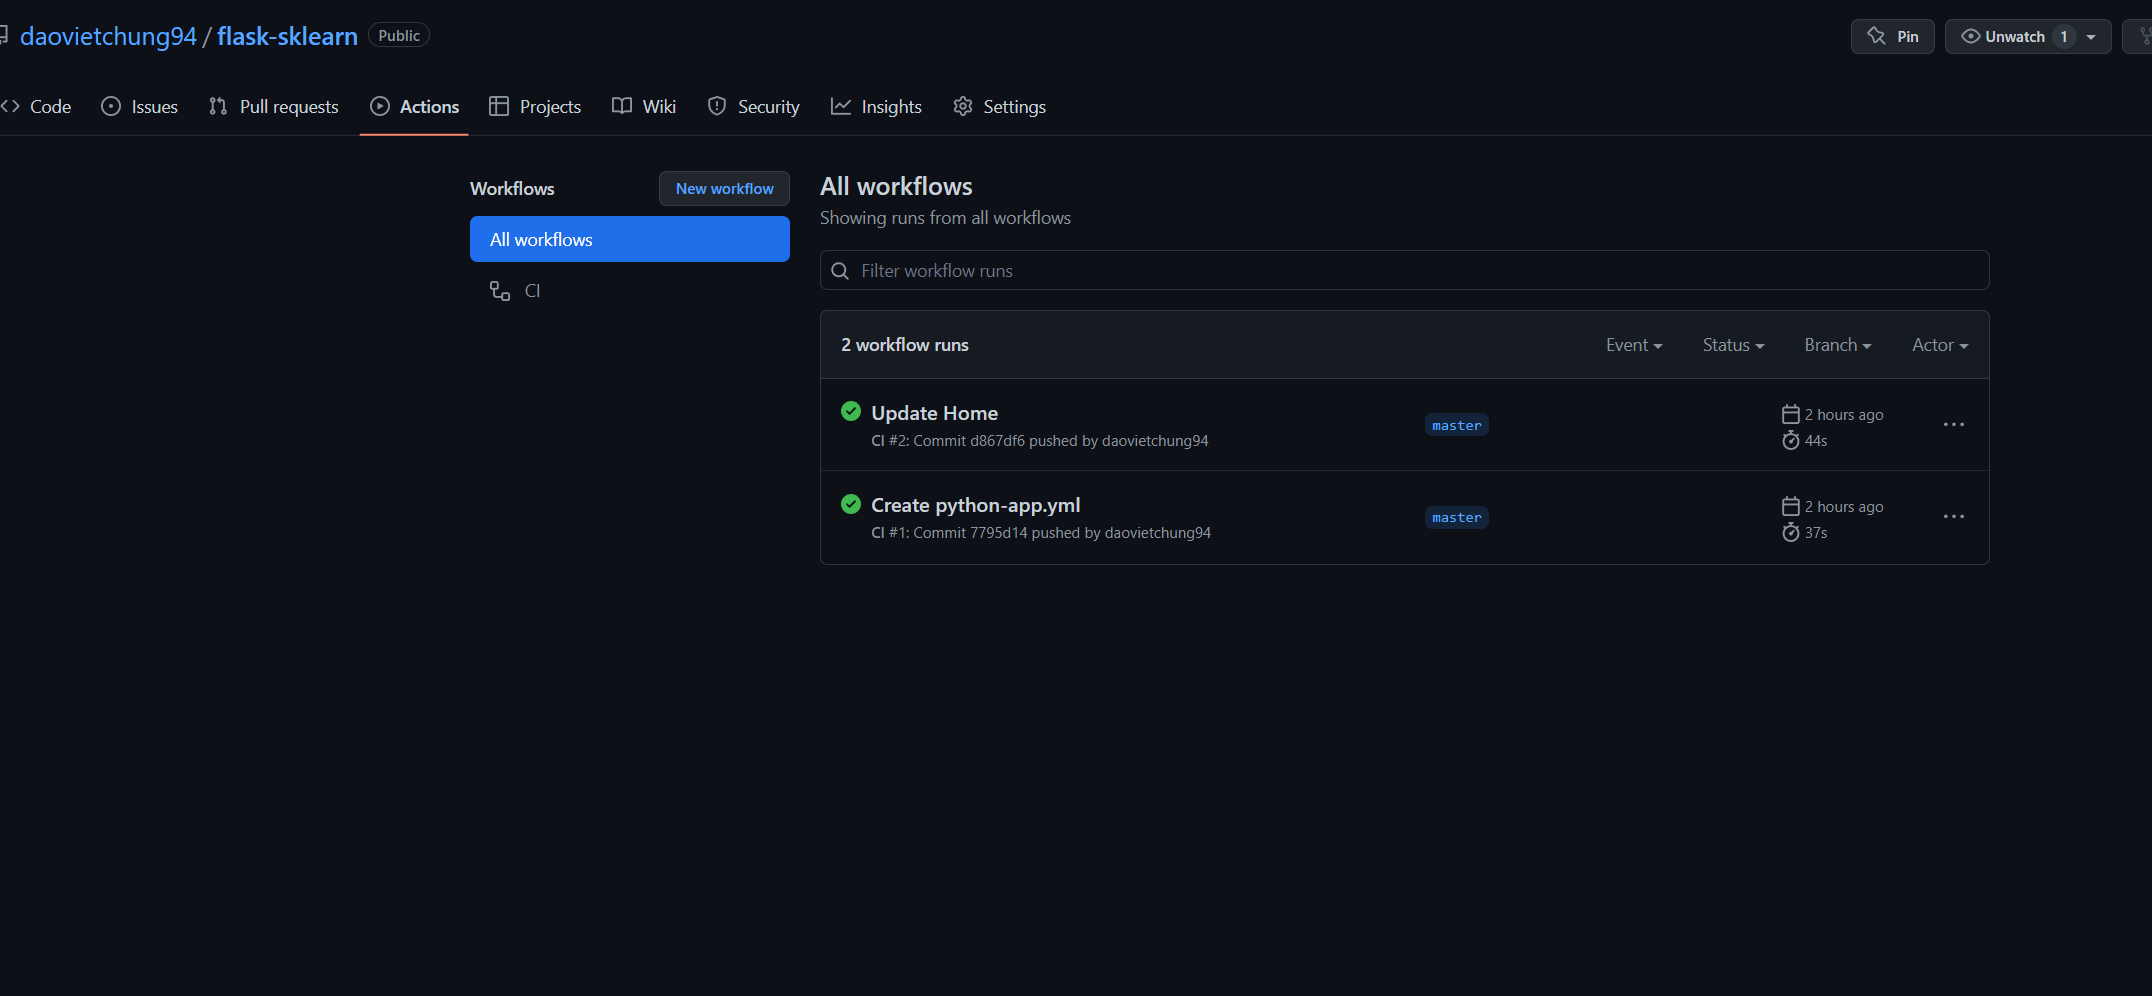 daovietchung94 / flask-sklearn Public
Pin Unwatch 1
Code Issues Pull requests Actions Projects Wiki Security Insights Settings
Workflows
New workflow
All workflows
CI
All workflows
Showing runs from all workflows
Filter workflow runs
2 workflow runs Event Status Branch Actor
Update Home
CI #2: Commit d867df6 pushed by daovietchung94
master
2 hours ago
44s
Create python-app.yml
CI #1: Commit 7795d14 pushed by daovietchung94
master
2 hours ago
37s